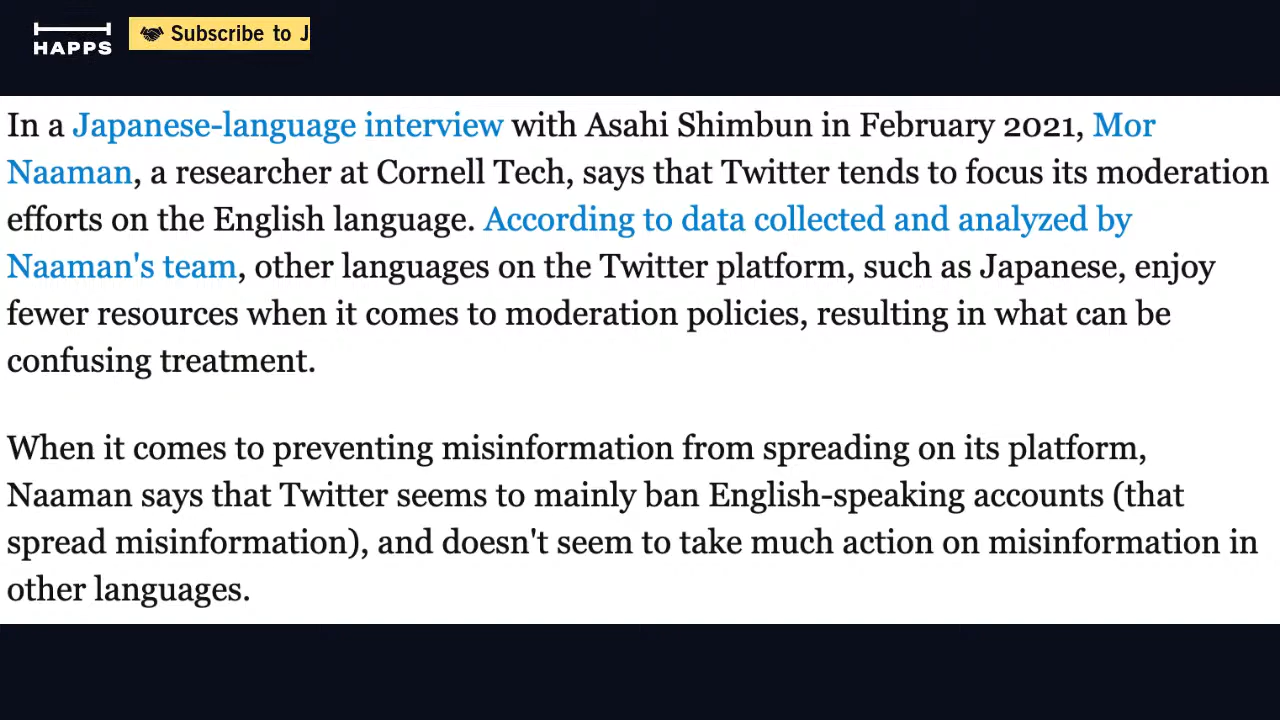 HAPPS
Subscribe to J
In a Japanese-language interview with Asahi Shimbun in February 2021, Mor
Naaman, a researcher at Cornell Tech, says that Twitter tends to focus its moderation
efforts on the English language. According to data collected and analyzed by
Naaman's team, other languages on the Twitter platform, such as Japanese, enjoy
fewer resources when it comes to moderation policies, resulting in what can be
confusing treatment.
When it comes to preventing misinformation from spreading on its platform,
Naaman says that Twitter seems to mainly ban English-speaking accounts (that
spread misinformation), and doesn't seem to take much action on misinformation in
other languages.